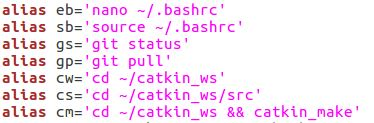 alias eb='nano ~/.bashrc'
alias sb='source ~/.bashrc'
alias gs='git status'
alias gp='git pull'
alias cw='cd ~/catkin_ws'
alias cs='cd ~/catkin_ws/src'
alias cm='cd ~/catkin_ws && catkin_make'